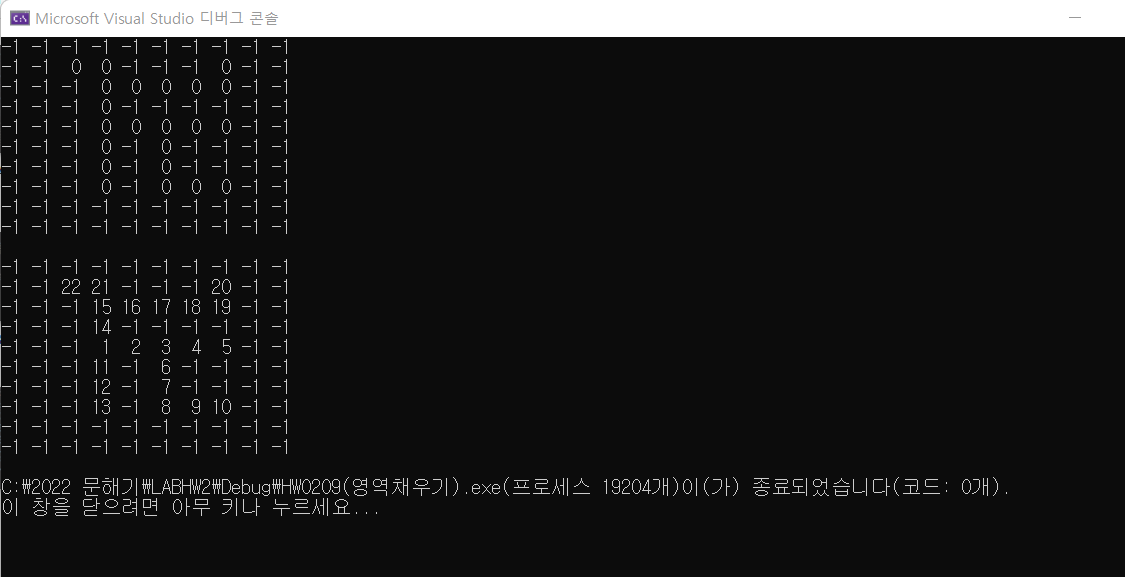 Microsoft Visual Studio 디버그 콘솔
-1 -1 -1 -1 -1 -1 -1 -1 -1 -1
-1 -1  0  0 -1 -1 -1  0 -1 -1
-1 -1 -1  0  0  0  0  0 -1 -1
-1 -1 -1  0 -1 -1 -1 -1 -1 -1
-1 -1 -1  0  0  0  0  0 -1 -1
-1 -1 -1  0 -1  0 -1 -1 -1 -1
-1 -1 -1  0 -1  0 -1 -1 -1 -1
-1 -1 -1  0 -1  0  0  0 -1 -1
-1 -1 -1 -1 -1 -1 -1 -1 -1 -1
-1 -1 -1 -1 -1 -1 -1 -1 -1 -1
-1 -1 -1 -1 -1 -1 -1 -1 -1 -1
-1 -1 22 21 -1 -1 -1 20 -1 -1
-1 -1 -1 15 16 17 18 19 -1 -1
-1 -1 -1 14 -1 -1 -1 -1 -1 -1
-1 -1 -1  1  2  3  4  5 -1 -1
-1 -1 -1 11 -1  6 -1 -1 -1 -1
-1 -1 -1 12 -1  7 -1 -1 -1 -1
-1 -1 -1 13 -1  8  9 10 -1 -1
-1 -1 -1 -1 -1 -1 -1 -1 -1 -1
-1 -1 -1 -1 -1 -1 -1 -1 -1 -1
C:₩2022 문해기₩LABHW2₩Debug₩HW0209(영역채우기).exe(프로세스 19204개)이(가) 종료되었습니다(코드: 0개).
이 창을 닫으려면 아무 키나 누르세요...